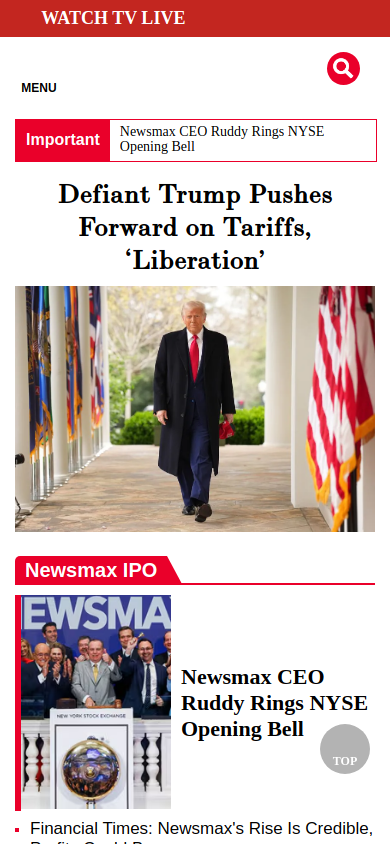 WATCH TV LIVE
MENU
Important
Newsmax CEO Ruddy Rings NYSE
Opening Bell
Defiant Trump Pushes
Forward on Tariffs,
‘Liberation’
Newsmax IPO
EWSMA
NEW YORK STOCK EXCHANGE
Newsmax CEO
Ruddy Rings NYSE
Opening Bell
TOP
Financial Times: Newsmax's Rise Is Credible,